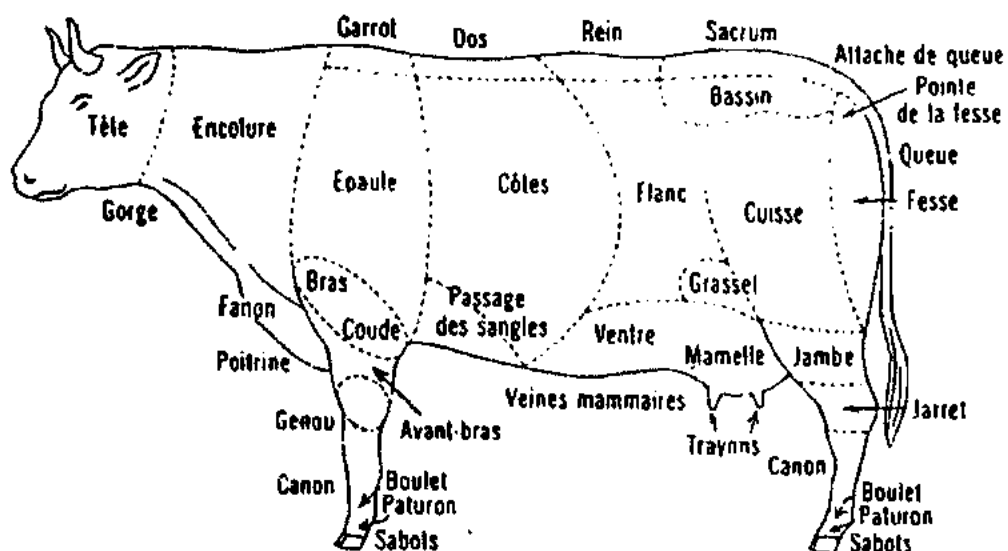 Garrot
Dos
Rein
Sacrum
Attache de queue
Pointe
de la fesse
Bassin
Tête
Encolure
Epaule
Côtes
Flanc
Cuisse
Queue
Fesse
Gorge
Bras
Coude
Passage
des sangles
Grasset
Fanon
Ventre
Poitrine
Mamelle
Jambe
Veines mammaires
Genou
Avant-bras
Trayons
Jarret
Canon
Canon
Boulet
Paturon
Sabots
Boulet
Paturon
Sabots